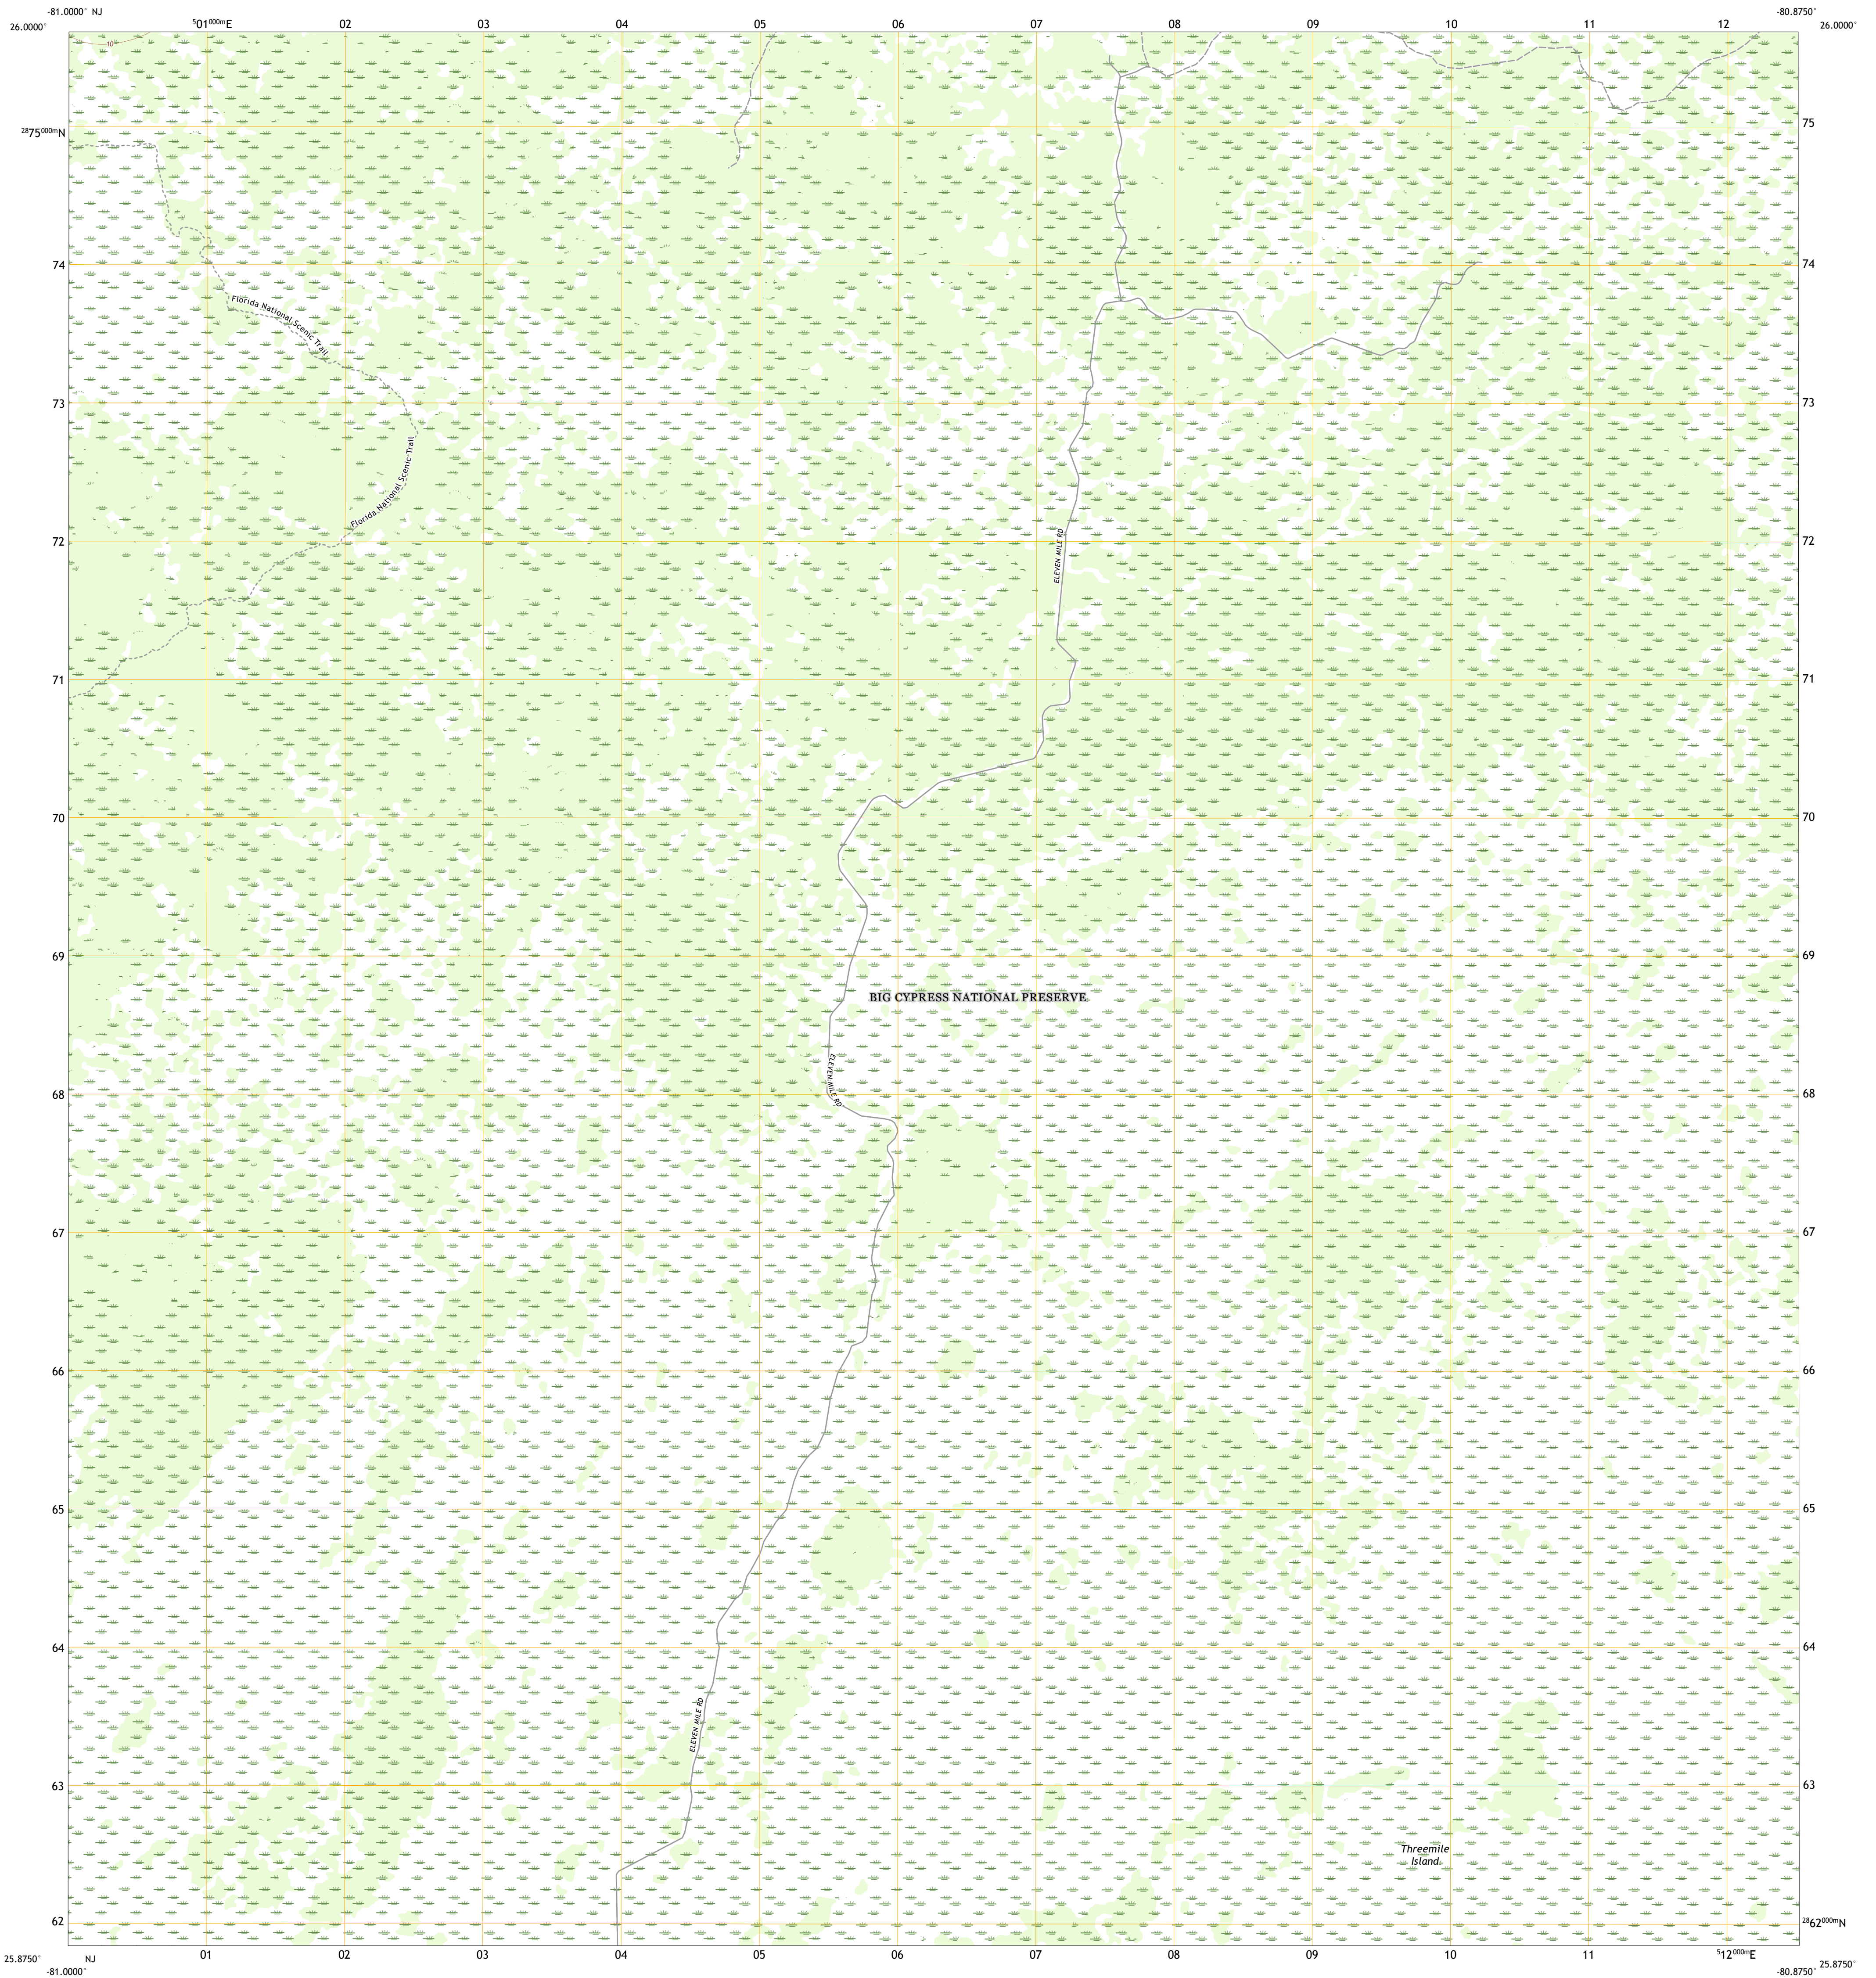 -81.0000° NJ
-80.8750°
26.0000°
501000mE 02 03 04 05 06 07 08 09 10 11 12
26.0000°
10
2875000mN
75
74
74
Florida National Scenic Trail
73
73
Florida National Scenic Trail
72
72
ELEVEN MILE RD
71
71
70
70
69
69
BIG CYPRESS NATIONAL PRESERVE
ELEVEN MILE RD
68
68
67
67
66
66
65
65
64
64
ELEVEN MILE RD
63
63
Threemile
Island
62
2862000mN
25.8750°
NJ
01 02 03 04 05 06 07 08 09 10 11 512000mE
25.8750°
-81.0000°
-80.8750°